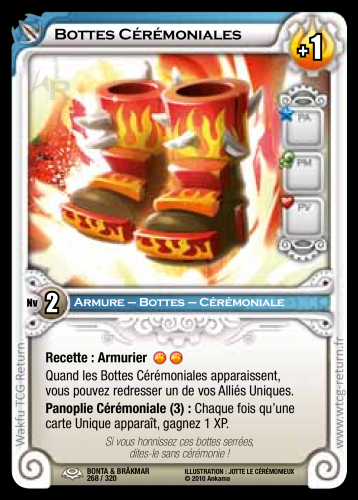 Bottes Cérémoniales
+1
PA
PM
PV
Nv 2
Armure – Bottes – Cérémoniale
Recette : Armurier
Quand les Bottes Cérémoniales apparaissent,
vous pouvez redresser un de vos Alliés Uniques.
Panoplie Cérémoniale (3) : Chaque fois qu'une
carte Unique apparaît, gagnez 1 XP.
Si vous honnissez ces bottes serrées,
dites-le sans cérémonie !
BONTA & BRÂKMAR
268 / 320
ILLUSTRATION : JOTTE LE CÉRÉMONIEUX
© 2010 Ankama
Wakfu TCG Return
www.wtcg-return.fr